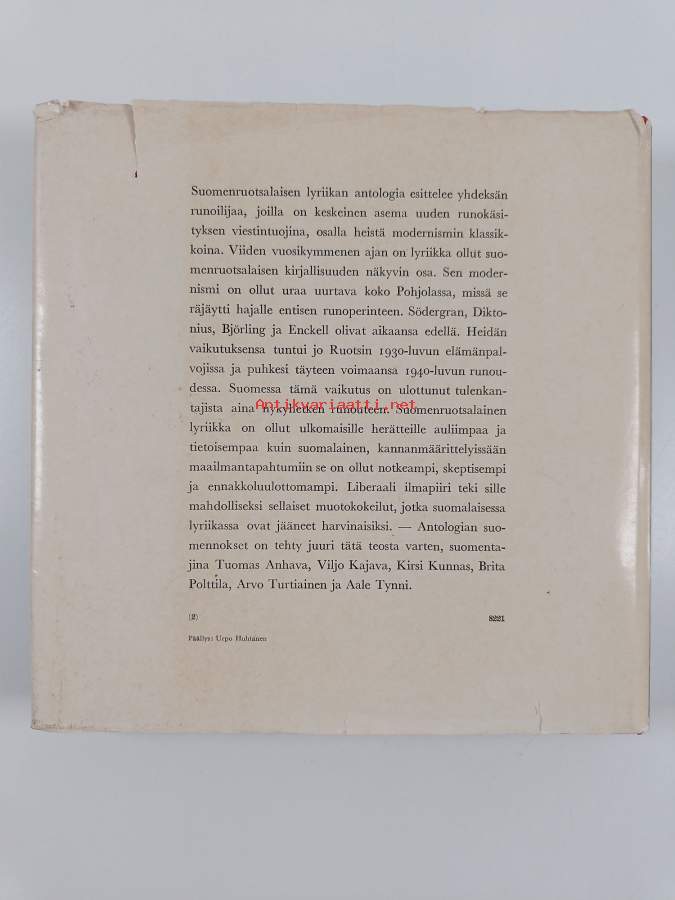 Suomenruotsalaisen lyriikan antologia esittelee yhdeksän
runoilijaa, joilla on keskeinen asema uuden runokäsi-
tyksen viestintuojina, osalla heistä modernismin klassik-
koina. Viiden vuosikymmenen ajan on lyriikka ollut suo-
menruotsalaisen kirjallisuuden näkyvin osa. Sen moder-
nismi on ollut uraa uurtava koko Pohjolassa, missä se
räjäytti hajalle entisen runoperinteen. Södergran, Dikto-
nius, Björling ja Enckell olivat aikaansa edellä. Heidän
vaikutuksensa tuntui jo Ruotsin 1930-luvun elämänpal-
vojissa ja puhkesi täyteen voimaansa 1940-luvun runou-
dessa. Suomessa tämä vaikutus on ulottunut tulenkan-
tajista aina nykyhetken runouteen. Suomenruotsalainen
Antikvariaatti.net
lyriikka on ollut ulkomaisille herätteille auliimpaa ja
tietoisempaa kuin suomalainen, kannanmäärittelyissään
maailmantapahtumiin se on ollut notkeampi, skeptisempi
ja ennakkoluulottomampi. Liberaali ilmapiiri teki sille
mahdolliseksi sellaiset muotokokeilut, jotka suomalaisessa
lyriikassa ovat jääneet harvinaisiksi. — Antologian suo-
mennokset on tehty juuri tätä teosta varten, suomenta-
jina Tuomas Anhava, Viljo Kajava, Kirsi Kunnas, Brita
Polttila, Arvo Turtiainen ja Aale Tynni.
(2) 8221
Päällys: Urpo Huhtanen